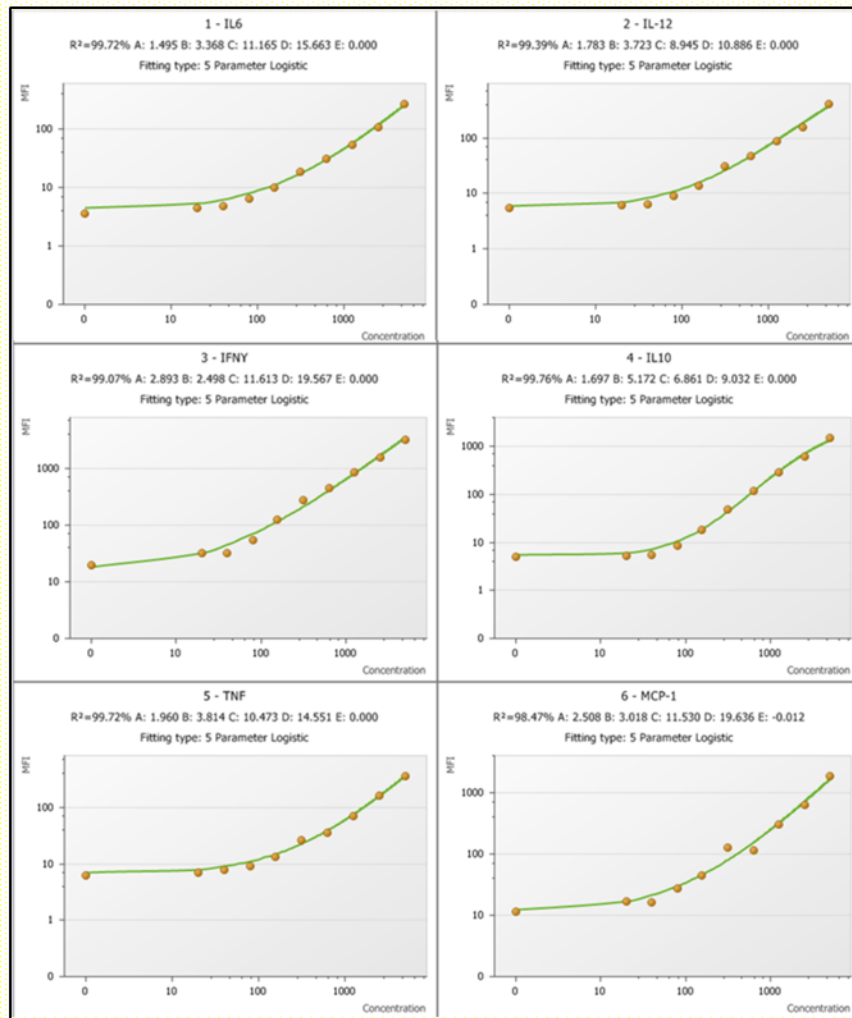 1 - IL6
R²=99.72% A: 1.495 B: 3.368 C: 11.165 D: 15.663 E: 0.000
Fitting type: 5 Parameter Logistic
MFI
100
10
1
0
0 10 100 1000
Concentration
2 - IL-12
R²=99.39% A: 1.783 B: 3.723 C: 8.945 D: 10.886 E: 0.000
Fitting type: 5 Parameter Logistic
MFI
100
10
1
0
0 10 100 1000
Concentration
3 - IFNY
R²=99.07% A: 2.893 B: 2.498 C: 11.613 D: 19.567 E: 0.000
Fitting type: 5 Parameter Logistic
MFI
1000
100
10
0
0 10 100 1000
Concentration
4 - IL10
R²=99.76% A: 1.697 B: 5.172 C: 6.861 D: 9.032 E: 0.000
Fitting type: 5 Parameter Logistic
MFI
1000
100
10
1
0
0 10 100 1000
Concentration
5 - TNF
R²=99.72% A: 1.960 B: 3.814 C: 10.473 D: 14.551 E: 0.000
Fitting type: 5 Parameter Logistic
MFI
100
10
1
0
0 10 100 1000
Concentration
6 - MCP-1
R²=98.47% A: 2.508 B: 3.018 C: 11.530 D: 19.636 E: -0.012
Fitting type: 5 Parameter Logistic
MFI
1000
100
10
0
0 10 100 1000
Concentration